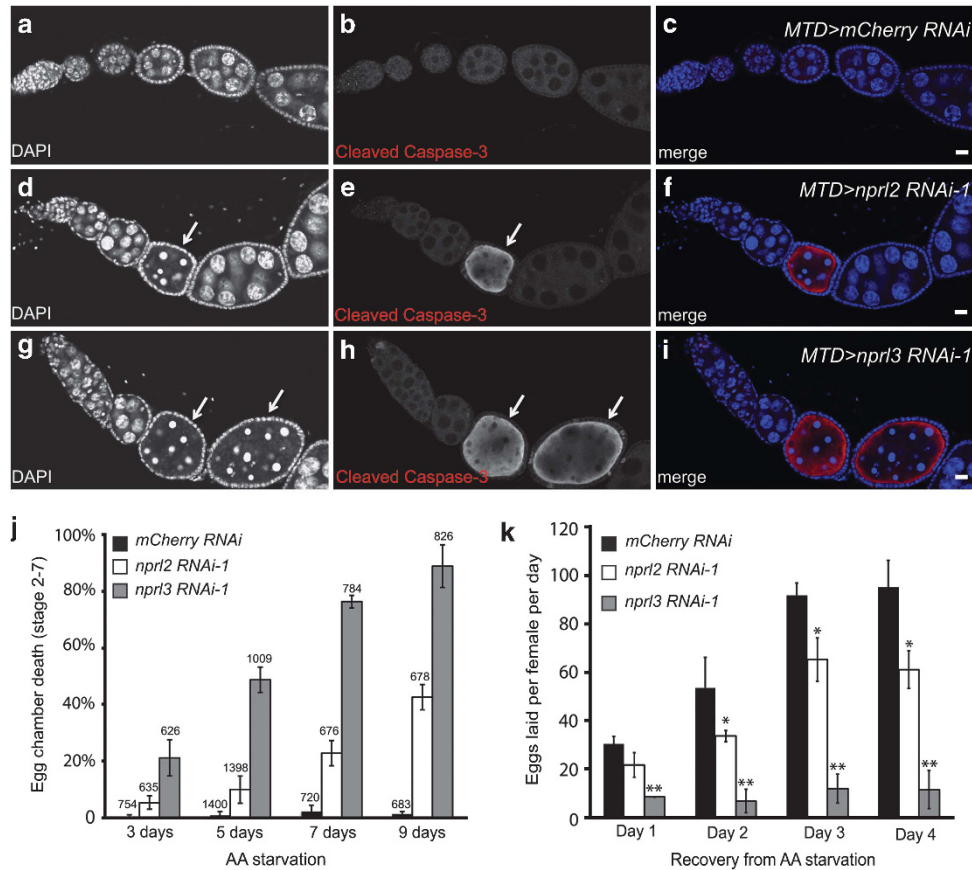 a
b
c
MTD>mCherry RNAi
DAPI
Cleaved Caspase-3
merge
d
e
f
MTD>nprl2 RNAi-1
DAPI
Cleaved Caspase-3
merge
g
h
i
MTD>nprl3 RNAi-1
DAPI
Cleaved Caspase-3
merge
j
Egg chamber death (stage 2-7)
100%
80%
60%
40%
20%
0
mCherry RNAi
nprl2 RNAi-1
nprl3 RNAi-1
754
635
626
1400
1398
1009
720
676
784
683
678
826
3 days
5 days
7 days
9 days
AA starvation
k
Eggs laid per female per day
120
100
80
60
40
20
0
mCherry RNAi
nprl2 RNAi-1
nprl3 RNAi-1
**
*
**
*
**
*
**
Day 1
Day 2
Day 3
Day 4
Recovery from AA starvation